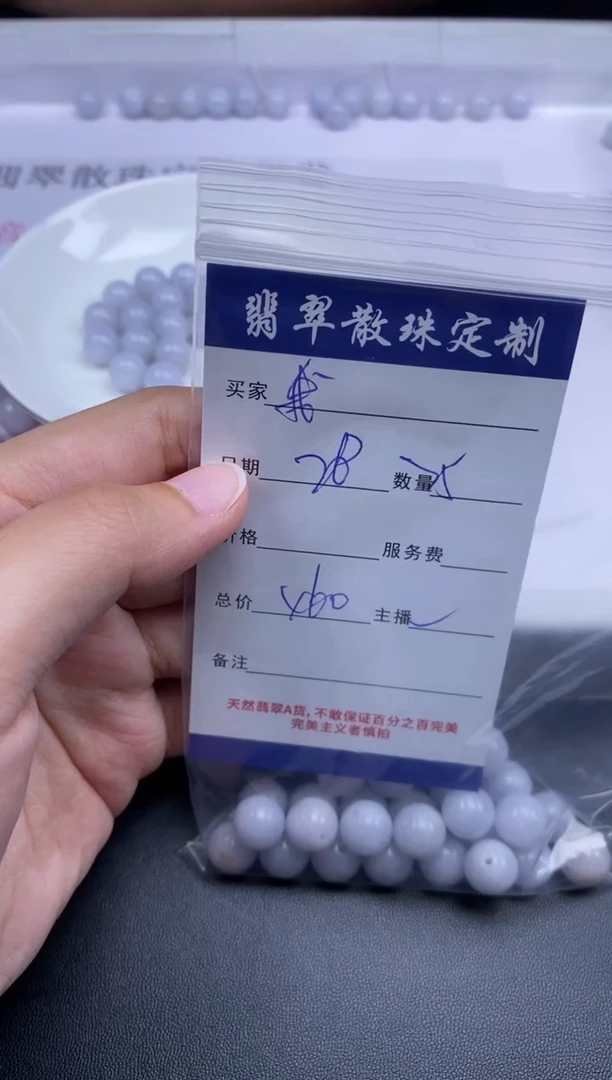 翡翠散珠定制
买家
日期 28 数量
价格 服务费
总价 460 主播
备注
天然翡翠A货,不敢保证百分之百完美
完美主义者慎拍